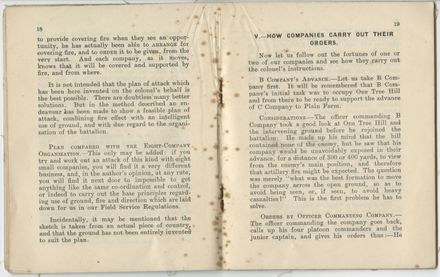 18
to provide covering fire when they see an oppor-
tunity, he has actually been able to ARRANGE for
covering fire, and to ORDER it to be given, from the
very start. And each company, as it moves,
knows that it will be covered and supported by
fire, and from where.
It is not intended that the plan of attack which
has been here invented on the colonel's behalf is
the best possible. There are doubtless many better
solutions. But in the method described an en-
deavour has been made to show a feasible plan of
attack, combining fire effect with an intelligent
use of ground, and with due regard to the organi-
sation of the battalion.
PLAN COMPARED WITH THE EIGHT-COMPANY
ORGANISATION.—This only may be added: if you
try and work out an attack of this kind with eight
small companies, you will find it a very different
business, and, in the author's opinion, at any rate,
you will find it next door to impossible to get
anything like the same co-ordination and control,
or indeed to carry out the base principles regard-
ing use of ground, fire and direction which are laid
down for us in our Field Service Regulations.
Incidentally, it may be mentioned that the
sketch is taken from an actual piece of country,
and that the ground has not been entirely invented
to suit the plan.
19
V.—HOW COMPANIES CARRY OUT THEIR
ORDERS.
Now let us follow out the fortunes of one or
two of our companies and see how they carry out
the colonel's instructions.
B COMPANY'S ADVANCE.—Let us take B Com-
pany first. It will be remembered that B Com-
pany's initial task was to occupy One Tree Hill
and from there to be ready to support the advance
of C Company to Plain Farm.
CONSIDERATIONS.—The officer commanding B
Company took a good look at One Tree Hill and
the intervening ground before he rejoined the
battalion. He made up his mind that the hill
contained none of the enemy, but he saw that his
company would be unavoidably exposed in their
advance, for a distance of 300 or 400 yards, to view
from the enemy's main position, and therefore
that artillery fire might be expected. The question
was merely "what was the best formation to move
the company across the open ground, so as to
avoid being seen, or, if seen, to avoid heavy
casualties?" This is the first problem he has to
solve.
ORDERS BY OFFICER COMMANDING COMPANY.—
The officer commanding the company goes back,
calls up his four platoon commanders and the
junior captain, and gives his orders thus:—He